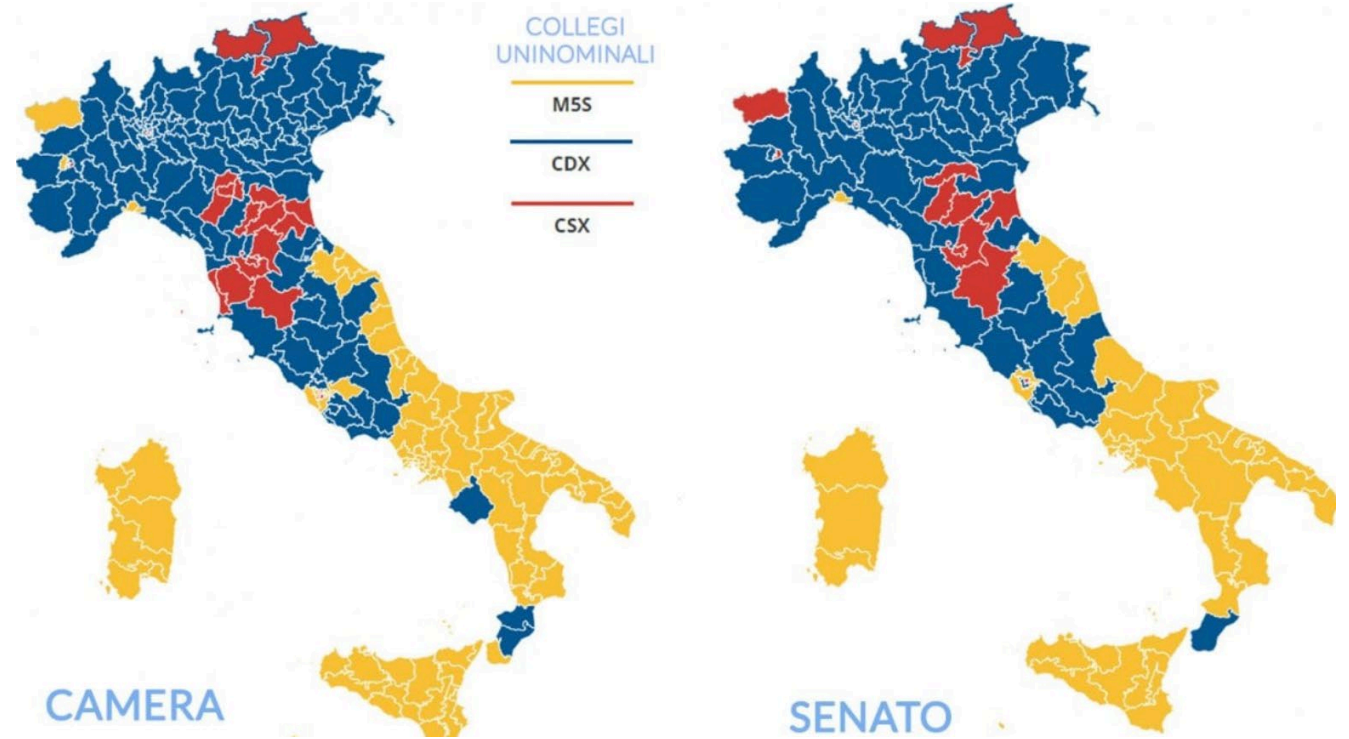 COLLEGI
UNINOMINALI
M5S
CDX
CSX
CAMERA
SENATO